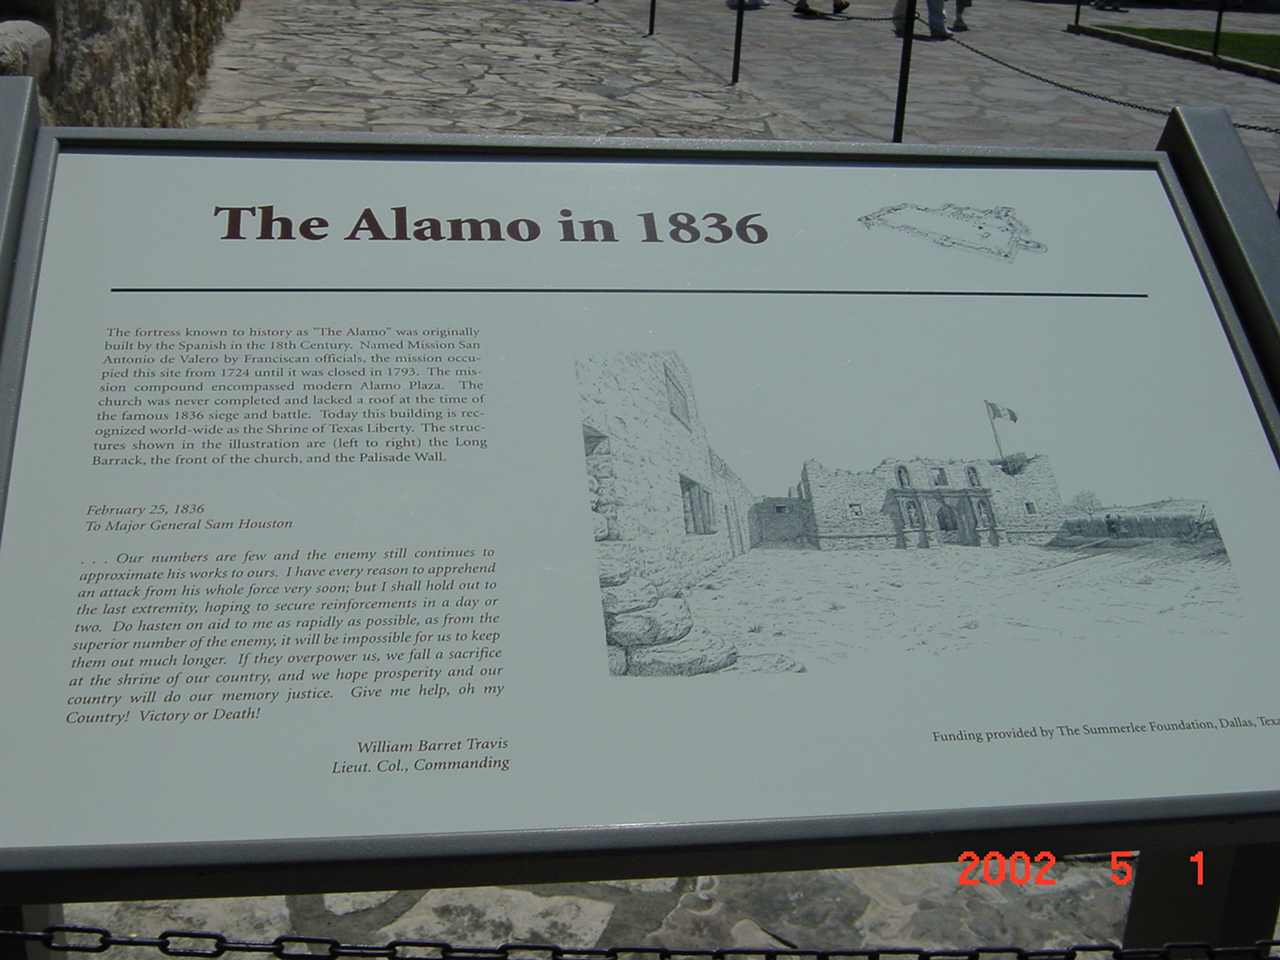 The Alamo in 1836
The fortress known to history as "The Alamo" was originally
built by the Spanish in the 18th Century. Named Mission San
Antonio de Valero by Franciscan officials, the mission occu-
pied this site from 1724 until it was closed in 1793. The mis-
sion compound encompassed modern Alamo Plaza. The
church was never completed and lacked a roof at the time of
the famous 1836 siege and battle. Today this building is rec-
ognized world-wide as the Shrine of Texas Liberty. The struc-
tures shown in the illustration are (left to right) the Long
Barrack, the front of the church, and the Palisade Wall.
February 25, 1836
To Major General Sam Houston
. . . Our numbers are few and the enemy still continues to
approximate his works to ours. I have every reason to apprehend
an attack from his whole force very soon; but I shall hold out to
the last extremity, hoping to secure reinforcements in a day or
two. Do hasten on aid to me as rapidly as possible, as from the
superior number of the enemy, it will be impossible for us to keep
them out much longer. If they overpower us, we fall a sacrifice
at the shrine of our country, and we hope prosperity and our
country will do our memory justice. Give me help, oh my
Country! Victory or Death!
William Barret Travis
Lieut. Col., Commanding
Funding provided by The Summerlee Foundation, Dallas, Texa
2002 5 1